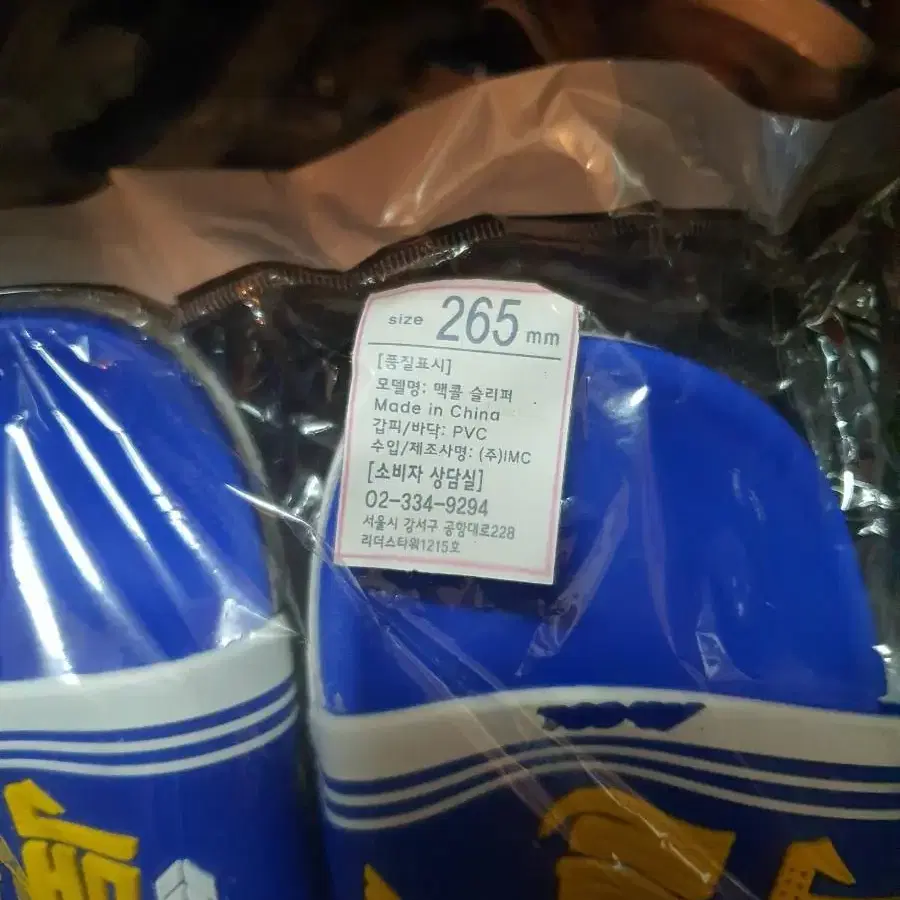 size 265 mm
[품질표시]
모델명: 맥콜 슬리퍼
Made in China
갑피/바닥: PVC
수입/제조사명: (주)IMC
[소비자 상담실]
02-334-9294
서울시 강서구 공항대로228
리더스타워1215호